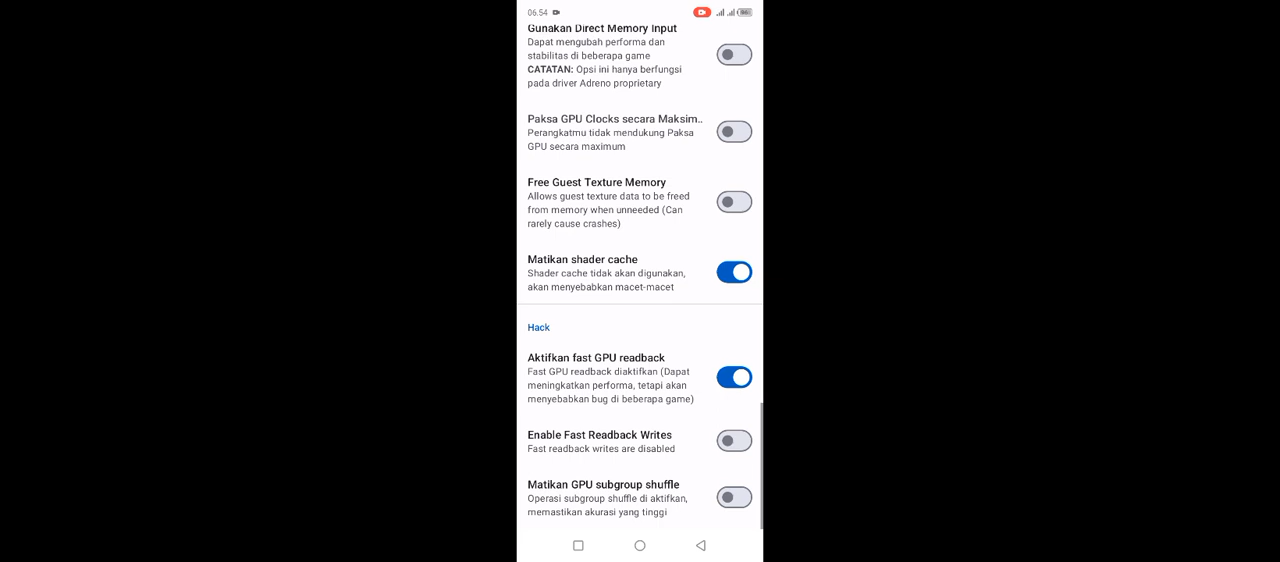 06.54
86
Gunakan Direct Memory Input
Dapat mengubah performa dan
stabilitas di beberapa game
CATATAN: Opsi ini hanya berfungsi
pada driver Adreno proprietary
Paksa GPU Clocks secara Maksim..
Perangkatmu tidak mendukung Paksa
GPU secara maximum
Free Guest Texture Memory
Allows guest texture data to be freed
from memory when unneeded (Can
rarely cause crashes)
Matikan shader cache
Shader cache tidak akan digunakan,
akan menyebabkan macet-macet
Hack
Aktifkan fast GPU readback
Fast GPU readback diaktifkan (Dapat
meningkatkan performa, tetapi akan
menyebabkan bug di beberapa game)
Enable Fast Readback Writes
Fast readback writes are disabled
Matikan GPU subgroup shuffle
Operasi subgroup shuffle di aktifkan,
memastikan akurasi yang tinggi